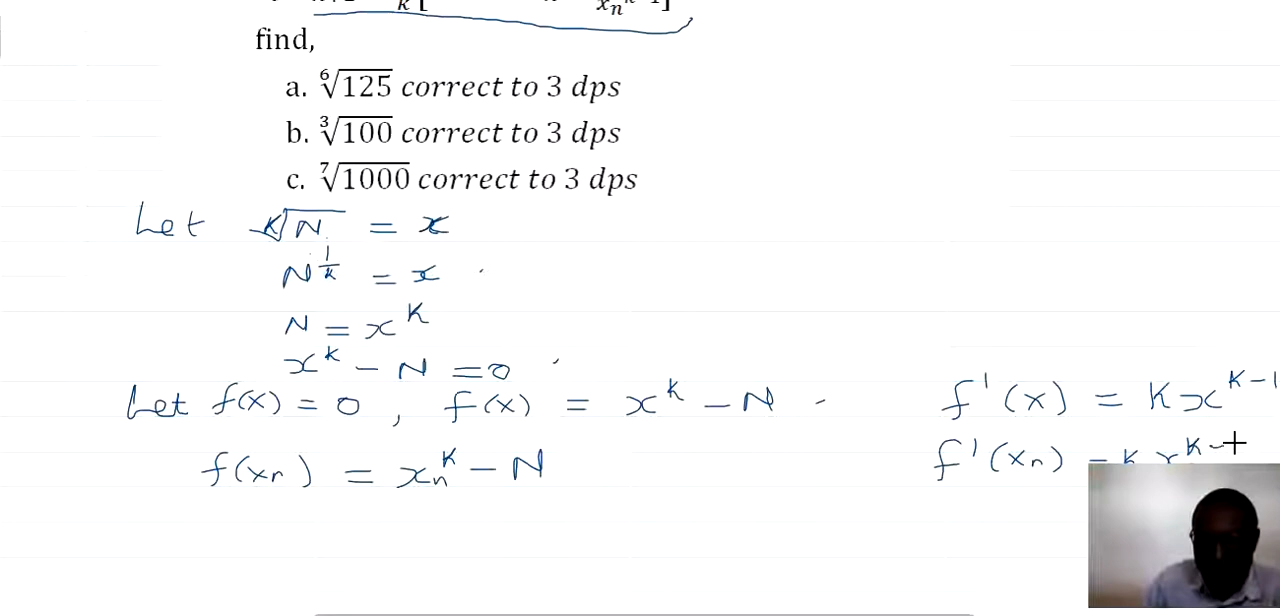 find,
a. ⁶√125 correct to 3 dps
b. ³√100 correct to 3 dps
c. ⁷√1000 correct to 3 dps
Let ᴷ√N = x
N^(1/k) = x
N = x^K
x^k - N = 0
Let f(x) = 0, f(x) = x^k - N
f'(x) = Kx^(K-1)
f(xₙ) = xₙ^K - N
f'(xₙ) = K x^(K-